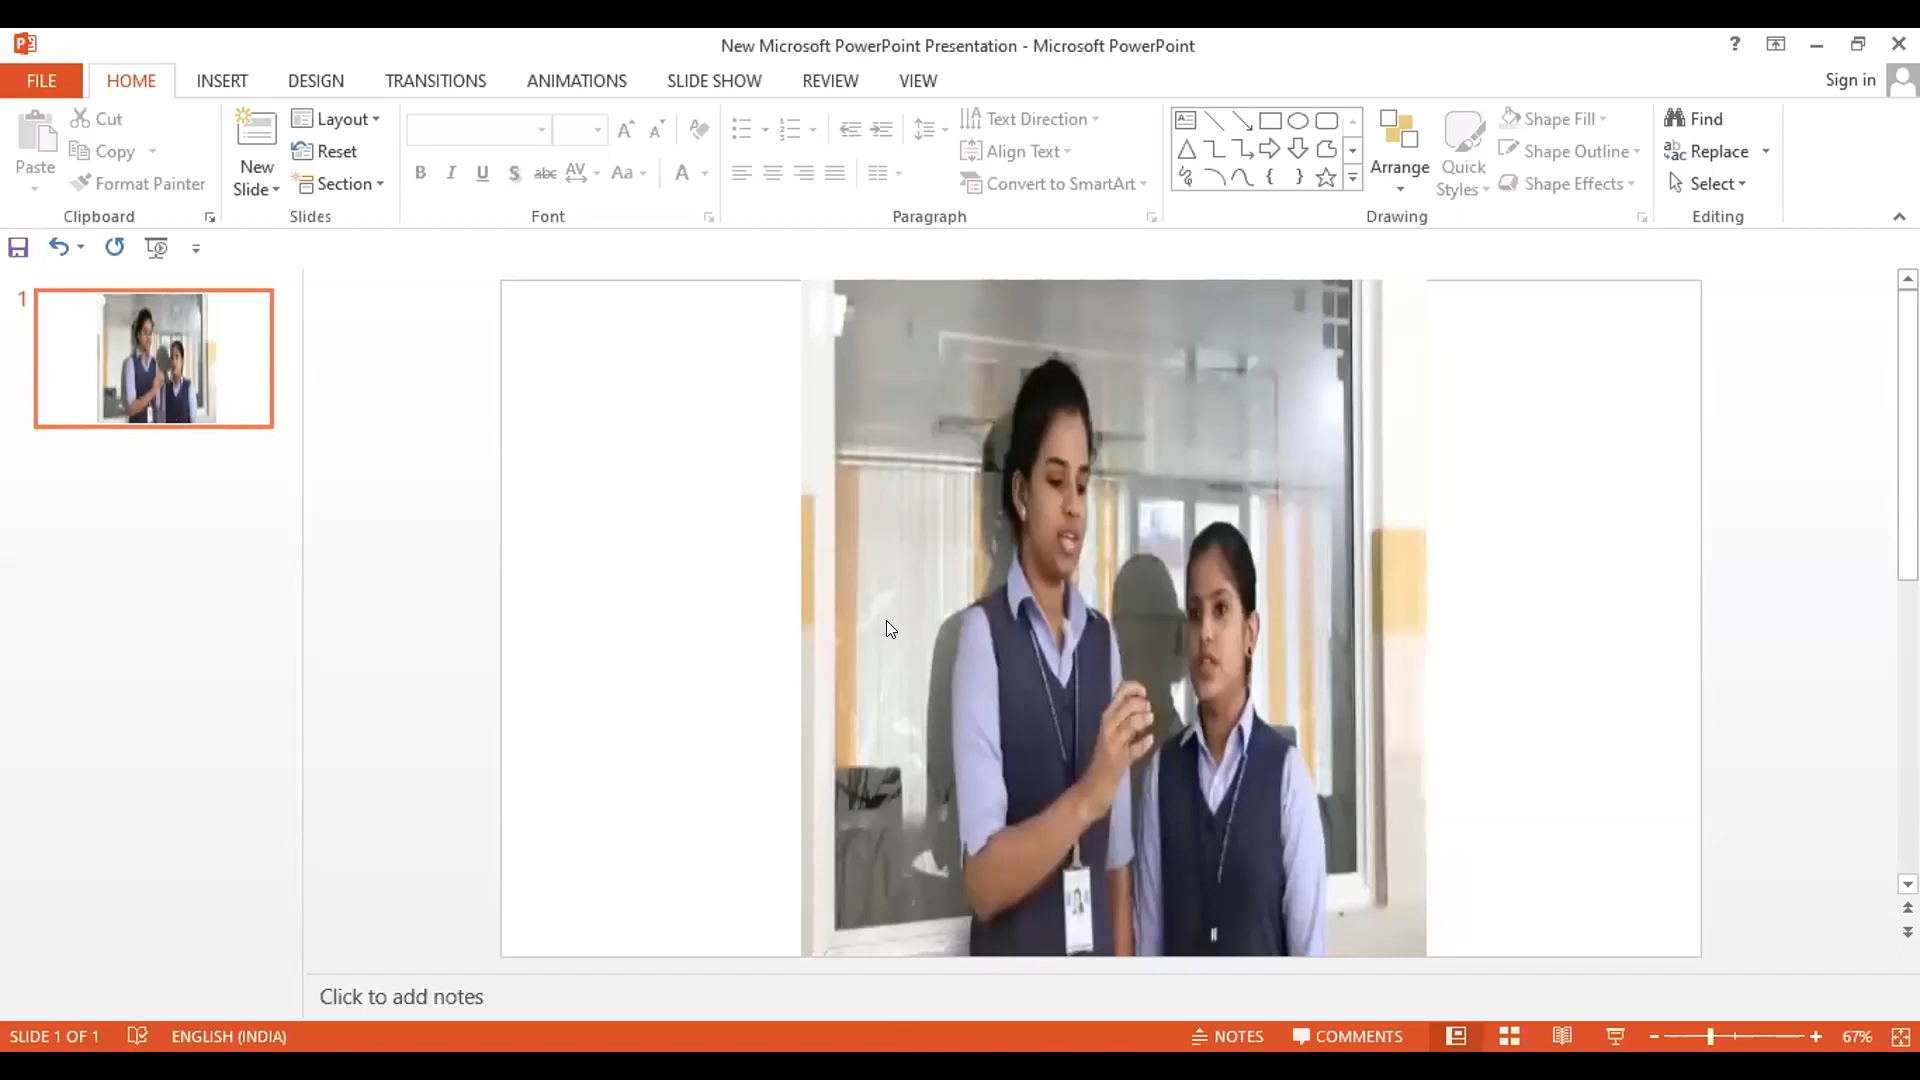 New Microsoft PowerPoint Presentation - Microsoft PowerPoint
FILE HOME INSERT DESIGN TRANSITIONS ANIMATIONS SLIDE SHOW REVIEW VIEW Sign in
Paste
Cut
Copy
Format Painter
Clipboard
New Slide
Layout
Reset
Section
Slides
B I U S abc AV Aa A
Font
Text Direction
Align Text
Convert to SmartArt
Paragraph
Arrange
Quick Styles
Shape Fill
Shape Outline
Shape Effects
Drawing
Find
Replace
Select
Editing
1
Click to add notes
SLIDE 1 OF 1 ENGLISH (INDIA) NOTES COMMENTS 67%